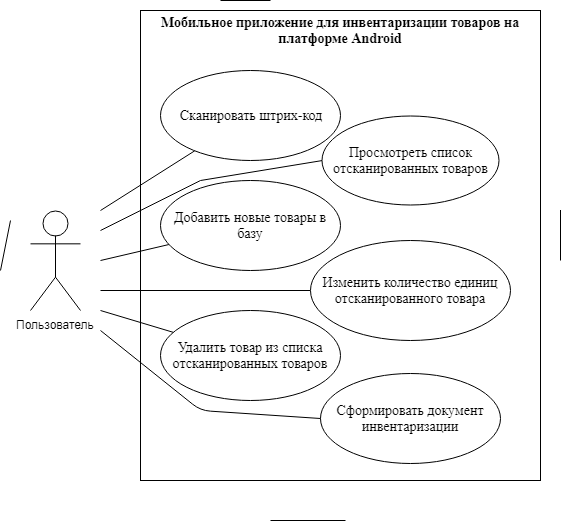 Мобильное приложение для инвентаризации товаров на
платформе Android
Сканировать штрих-код
Просмотреть список
отсканированных товаров
Добавить новые товары в
базу
Изменить количество единиц
отсканированного товара
Пользователь
Удалить товар из списка
отсканированных товаров
Сформировать документ
инвентаризации